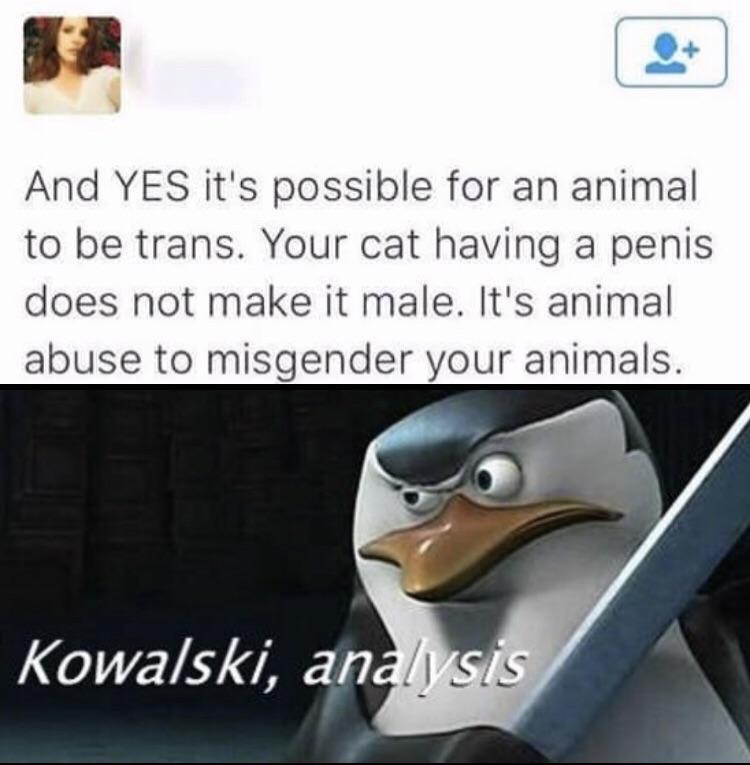 And YES it's possible for an animal
to be trans. Your cat having a penis
does not make it male. It's animal
abuse to misgender your animals.
Kowalski, analysis